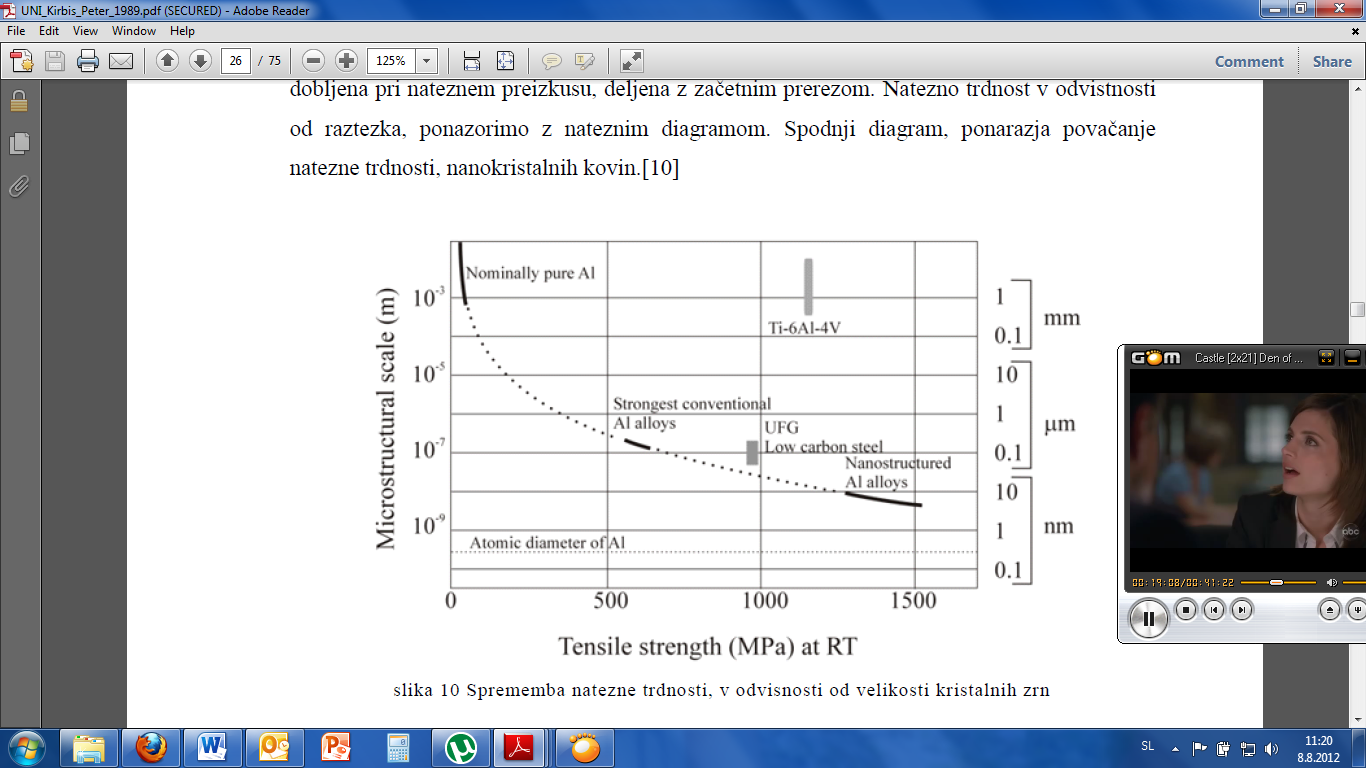 UNI_Kirbis_Peter_1989.pdf (SECURED) - Adobe Reader
File Edit View Window Help
26 / 75 125% Comment Share
dobljena pri nateznem preizkusu, deljena z začetnim prerezom. Natezno trdnost v odvistnosti
od raztezka, ponazorimo z nateznim diagramom. Spodnji diagram, ponarazja povačanje
natezne trdnosti, nanokristalnih kovin.[10]
Microstructural scale (m)
10-3
10-5
10-7
10-9
Nominally pure Al
Ti-6Al-4V
Strongest conventional
Al alloys
UFG
Low carbon steel
Nanostructured
Al alloys
Atomic diameter of Al
1
0.1
mm
10
1
0.1
µm
10
1
0.1
nm
0 500 1000 1500
Tensile strength (MPa) at RT
slika 10 Sprememba natezne trdnosti, v odvisnosti od velikosti kristalnih zrn
GOM Castle [2x21] Den of ...
abc
00:19:08/00:41:22
SL
11:20
8.8.2012